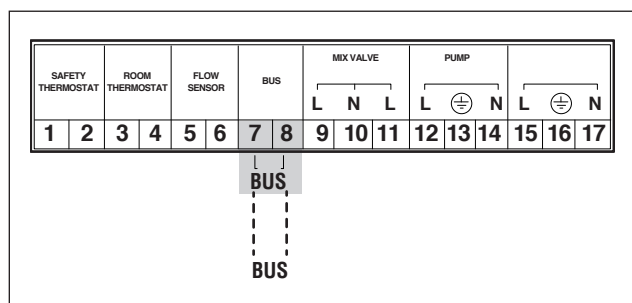 SAFETY THERMOSTAT ROOM THERMOSTAT FLOW SENSOR BUS MIX VALVE PUMP
L N L L N L N
1 2 3 4 5 6 7 8 9 10 11 12 13 14 15 16 17
BUS
BUS